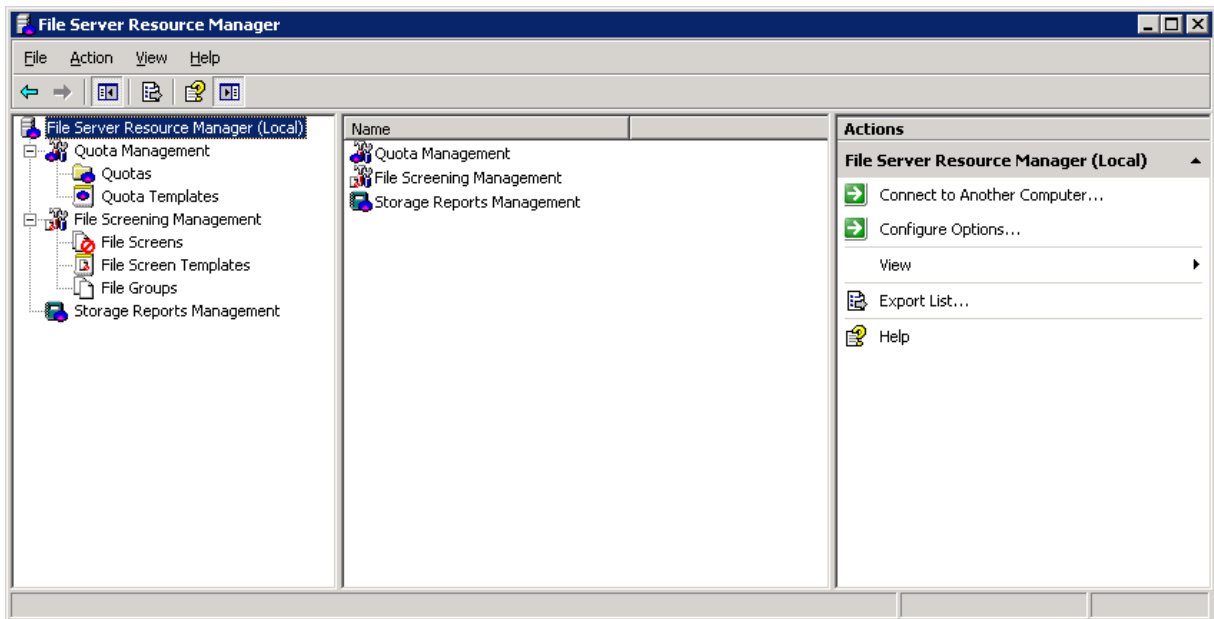 File Server Resource Manager
File Action View Help
File Server Resource Manager (Local)
Quota Management
Quotas
Quota Templates
File Screening Management
File Screens
File Screen Templates
File Groups
Storage Reports Management
Name
Quota Management
File Screening Management
Storage Reports Management
Actions
File Server Resource Manager (Local)
Connect to Another Computer...
Configure Options...
View
Export List...
Help